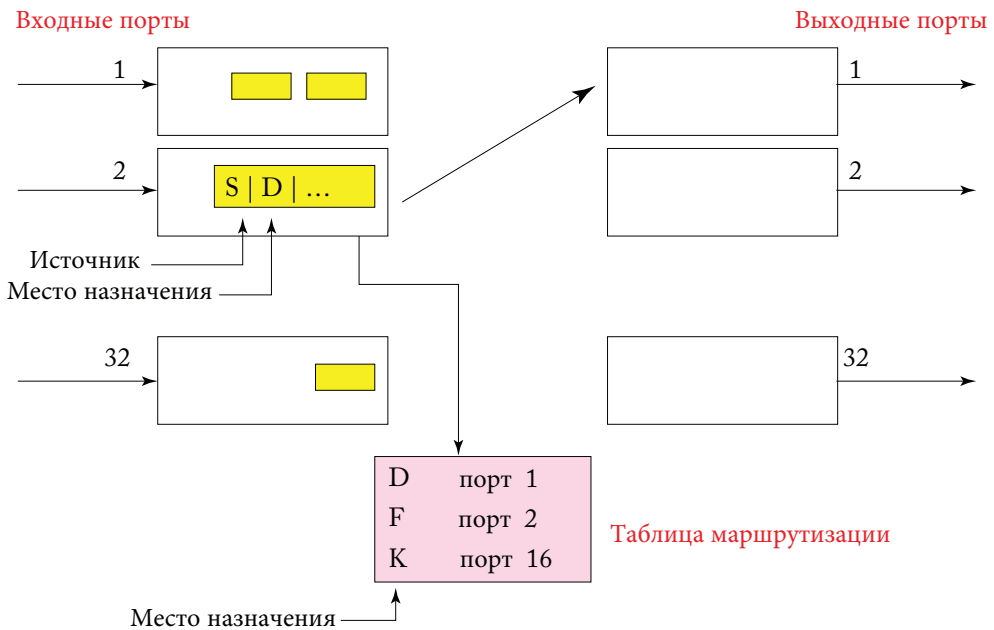 Входные порты
Выходные порты
1
1
2
S | D | ...
2
Источник
Место назначения
32
32
D порт 1
F порт 2
K порт 16
Таблица маршрутизации
Место назначения